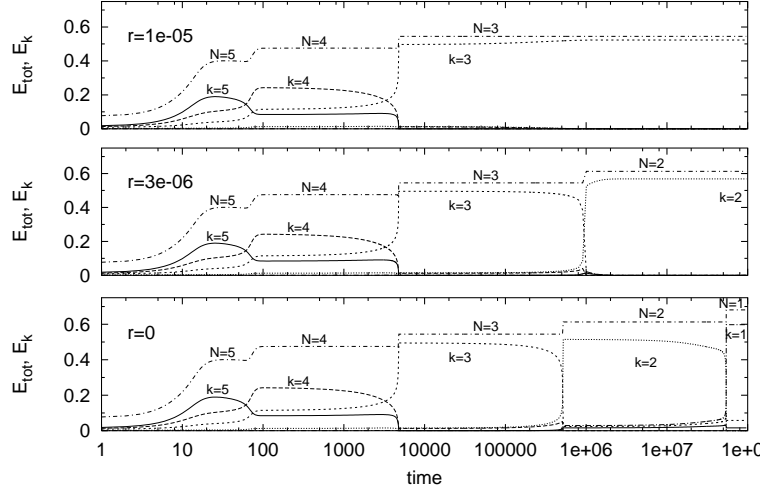 E_tot, E_k
0.6
0.4
0.2
0
r=1e-05
N=5
N=4
N=3
k=5
k=4
k=3
E_tot, E_k
0.6
0.4
0.2
0
r=3e-06
N=5
N=4
N=3
N=2
k=5
k=4
k=3
k=2
E_tot, E_k
0.6
0.4
0.2
0
r=0
N=5
N=4
N=3
N=2
N=1
k=5
k=4
k=3
k=2
k=1
1 10 100 1000 10000 100000 1e+06 1e+07 1e+0
time